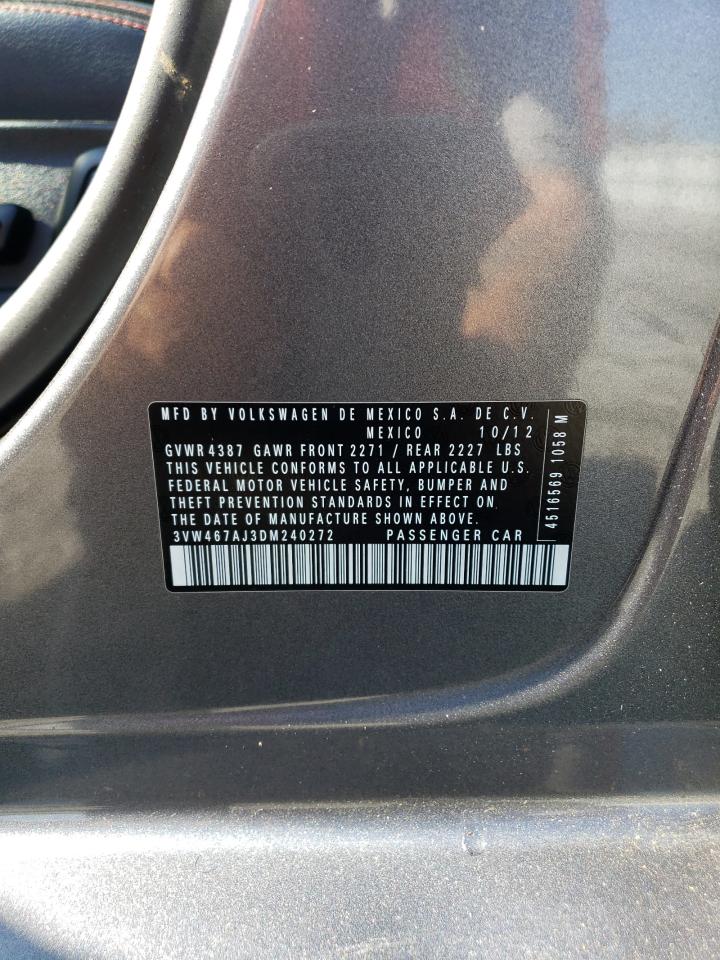 MFD BY VOLKSWAGEN DE MEXICO S.A. DE C.V.
MEXICO 10/12
GVWR 4387 GAWR FRONT 2271 / REAR 2227 LBS
THIS VEHICLE CONFORMS TO ALL APPLICABLE U.S.
FEDERAL MOTOR VEHICLE SAFETY, BUMPER AND
THEFT PREVENTION STANDARDS IN EFFECT ON
THE DATE OF MANUFACTURE SHOWN ABOVE.
3VW467AJ3DM240272 PASSENGER CAR
4516569 1058 M